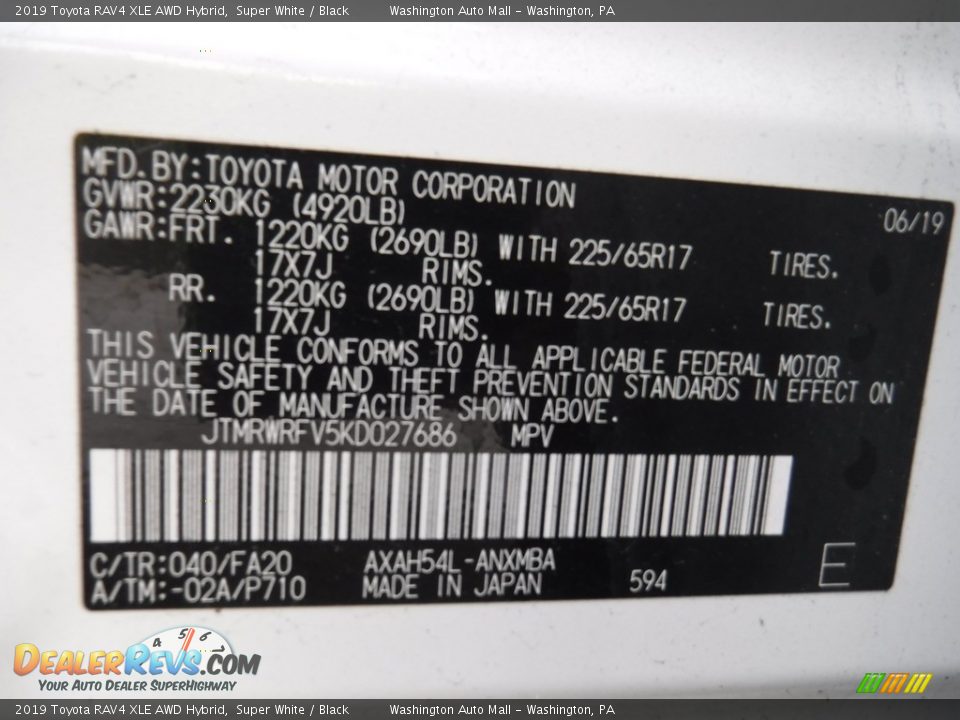 2019 Toyota RAV4 XLE AWD Hybrid, Super White / Black Washington Auto Mall - Washington, PA
MFD.BY:TOYOTA MOTOR CORPORATION 06/19
GVWR:2230KG (4920LB)
GAWR:FRT. 1220KG (2690LB) WITH 225/65R17 TIRES.
17X7J RIMS.
RR. 1220KG (2690LB) WITH 225/65R17 TIRES.
17X7J RIMS.
THIS VEHICLE CONFORMS TO ALL APPLICABLE FEDERAL MOTOR
VEHICLE SAFETY AND THEFT PREVENTION STANDARDS IN EFFECT ON
THE DATE OF MANUFACTURE SHOWN ABOVE.
JTMRWRFV5KD027686 MPV
C/TR:040/FA20 AXAH54L-ANXMBA
A/TM:-02A/P710 MADE IN JAPAN 594 E
4 5 6
DEALERREVS.COM
YOUR AUTO DEALER SUPERHIGHWAY
2019 Toyota RAV4 XLE AWD Hybrid, Super White / Black Washington Auto Mall - Washington, PA